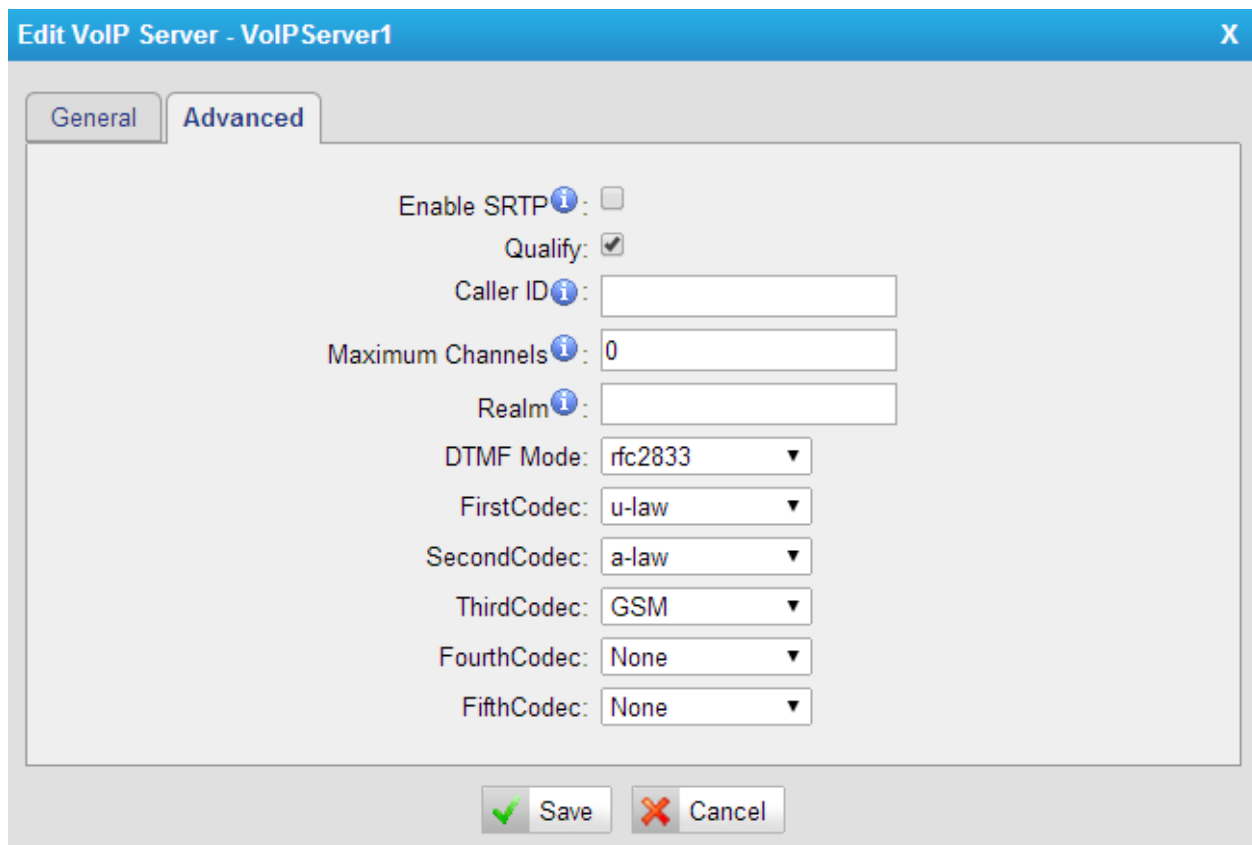 Edit VoIP Server - VoIPServer1 X
General Advanced
Enable SRTP i :
Qualify:
Caller ID i :
Maximum Channels i : 0
Realm i :
DTMF Mode: rfc2833
FirstCodec: u-law
SecondCodec: a-law
ThirdCodec: GSM
FourthCodec: None
FifthCodec: None
Save Cancel